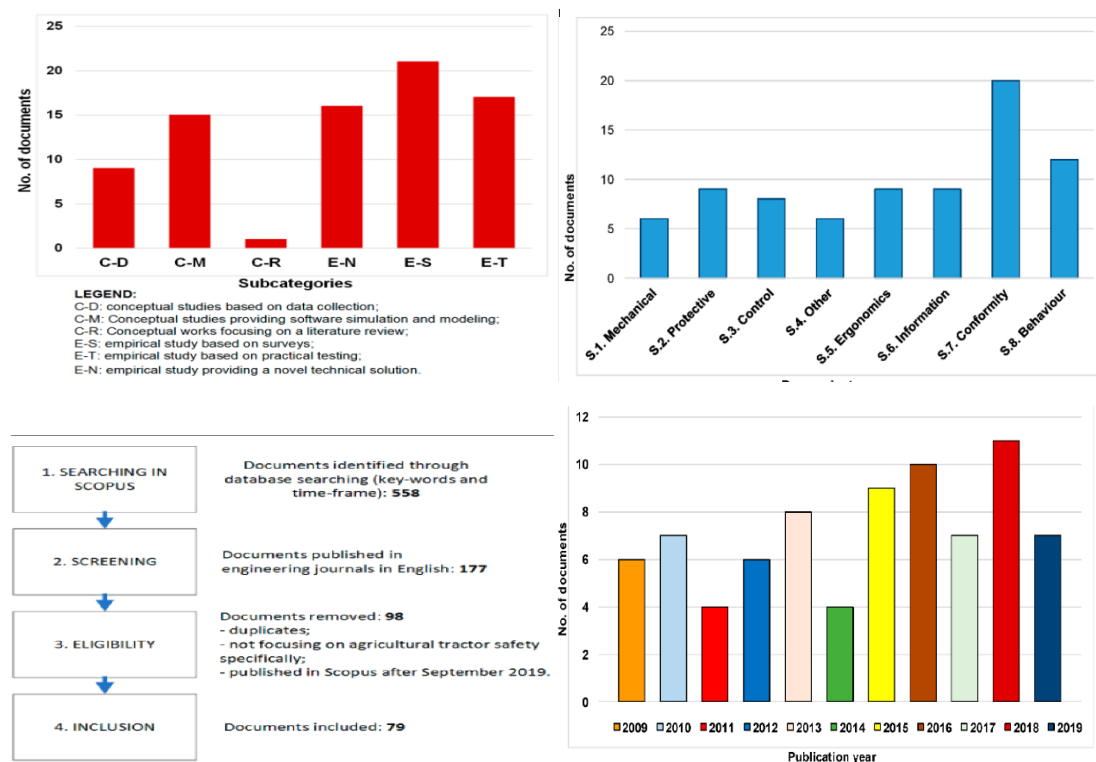 25
20
15
10
5
0
No. of documents
C-D C-M C-R E-N E-S E-T
Subcategories
LEGEND:
C-D: conceptual studies based on data collection;
C-M: Conceptual studies providing software simulation and modeling;
C-R: Conceptual works focusing on a literature review;
E-S: empirical study based on surveys;
E-T: empirical study based on practical testing;
E-N: empirical study providing a novel technical solution.
25
20
15
10
5
0
No. of documents
S.1. Mechanical
S.2. Protective
S.3. Control
S.4. Other
S.5. Ergonomics
S.6. Information
S.7. Conformity
S.8. Behaviour
1. SEARCHING IN
SCOPUS
Documents identified through
database searching (key-words and
time-frame): 558
2. SCREENING
Documents published in
engineering journals in English: 177
3. ELIGIBILITY
Documents removed: 98
- duplicates;
- not focusing on agricultural tractor safety
specifically;
- published in Scopus after September 2019.
4. INCLUSION
Documents included: 79
12
10
8
6
4
2
0
No. of documents
2009 2010 2011 2012 2013 2014 2015 2016 2017 2018 2019
Publication year